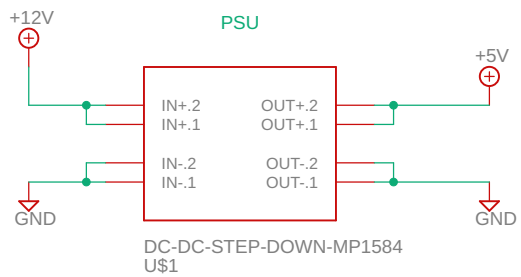 +12V
PSU
+5V
IN+.2
OUT+.2
IN+.1
OUT+.1
IN-.2
OUT-.2
IN-.1
OUT-.1
GND
GND
DC-DC-STEP-DOWN-MP1584
U$1